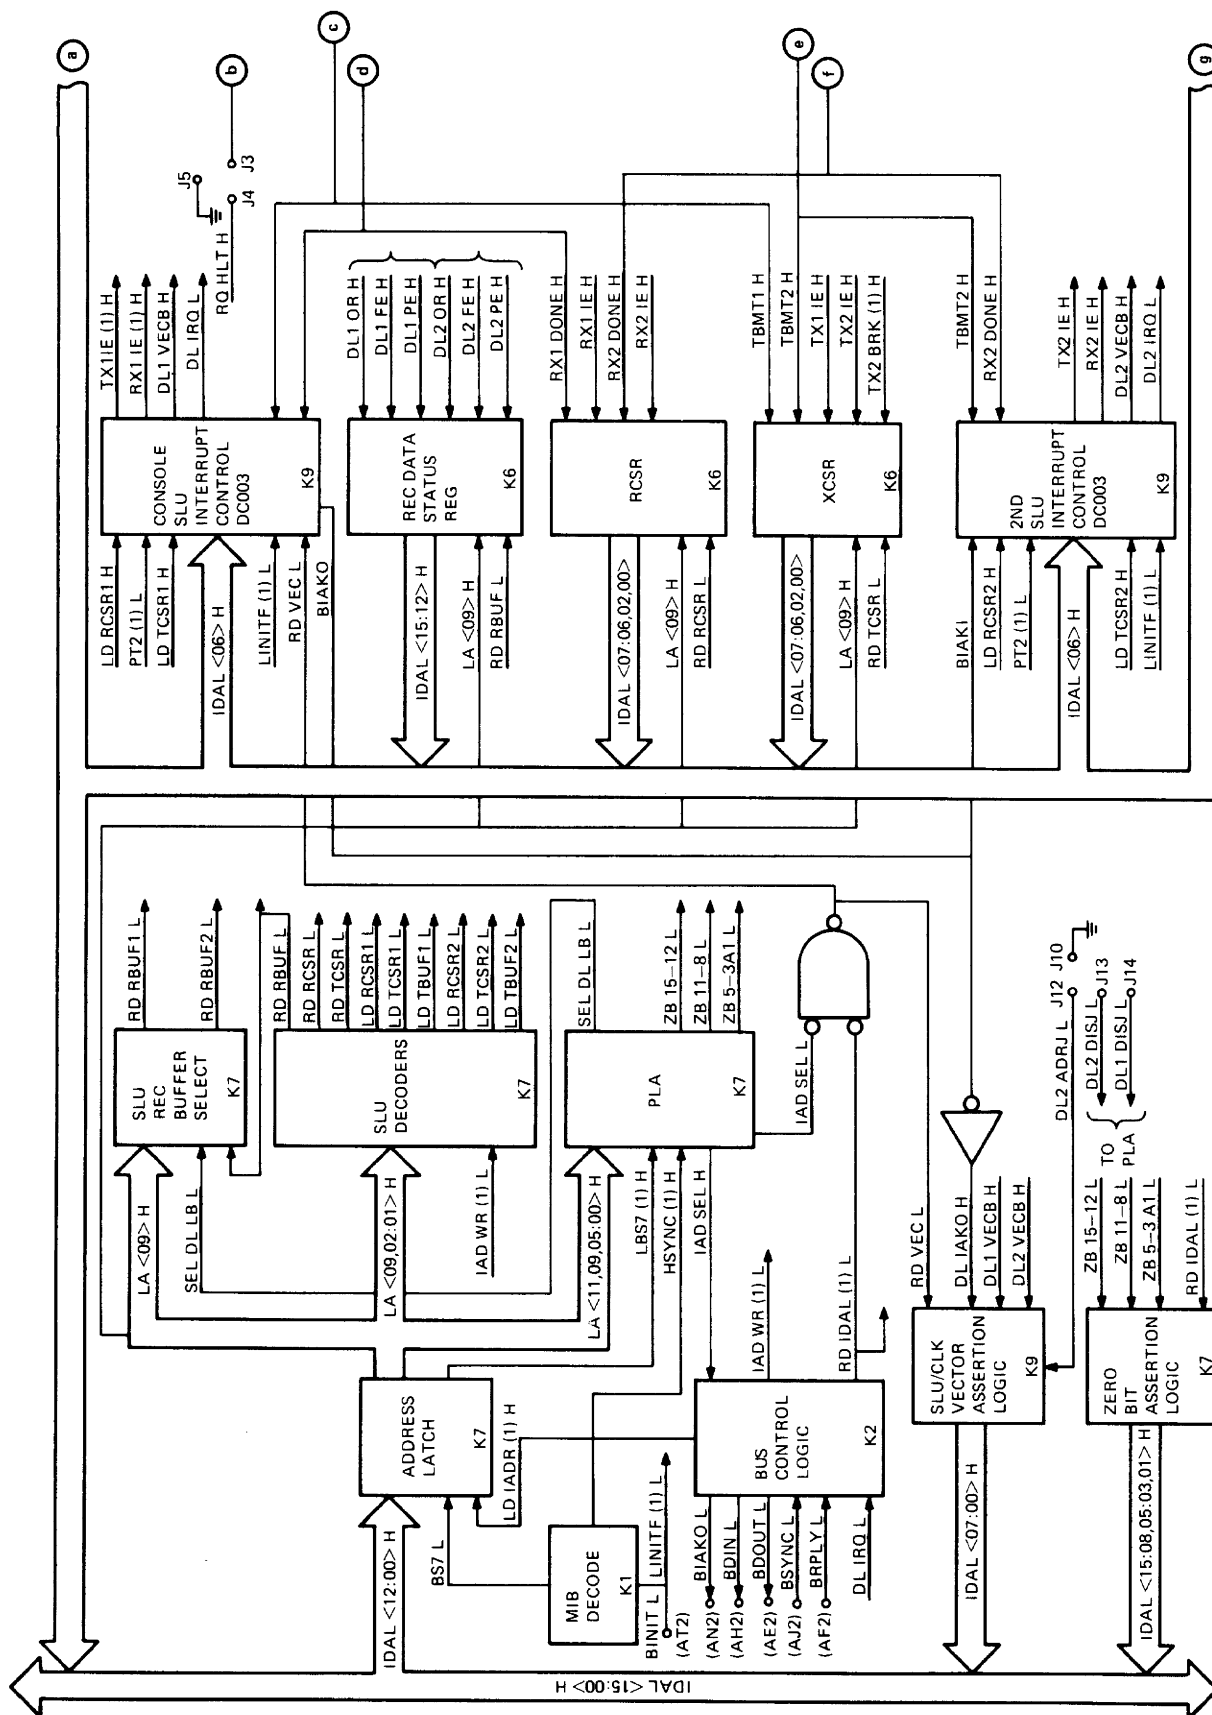 a
b
c
d
e
f
g
J5
J4
J3
RQ HLT H
LD RCSR1 H
PT2 (1) L
LD TCSR1 H
IDAL <06> H
LINITF (1) L
RD VEC L
BIAKO
CONSOLE
SLU
INTERRUPT
CONTROL
DC003
K9
TX1IE (1) H
RX1 IE (1) H
DL1 VECB H
DL IRQ L
IDAL <15:12> H
LA <09> H
RD RBUF L
REC DATA
STATUS
REG
K6
DL1 OR H
DL1 FE H
DL1 PE H
DL2 OR H
DL2 FE H
DL2 PE H
IDAL <07:06,02,00>
LA <09> H
RD RCSR L
RCSR
K6
RX1 DONE H
RX1 IE H
RX2 DONE H
RX2 IE H
IDAL <07:06,02,00>
LA <09> H
RD TCSR L
XCSR
K6
TBMT1 H
TBMT2 H
TX1 IE H
TX2 IE H
TX2 BRK (1) H
BIAKI
LD RCSR2 H
PT2 (1) L
IDAL <06> H
LD TCSR2 H
LINITF (1) L
2ND
SLU
INTERRUPT
CONTROL
DC003
K9
TBMT2 H
RX2 DONE H
TX2 IE H
RX2 IE H
DL2 VECB H
DL2 IRQ L
LA <09> H
SEL DL LB L
SLU
REC
BUFFER
SELECT
K7
RD RBUF1 L
RD RBUF2 L
LA <09,02:01> H
IAD WR (1) L
SLU
DECODERS
K7
RD RBUF L
RD RCSR L
RD TCSR L
LD RCSR1 L
LD TCSR1 L
LD TBUF1 L
LD RCSR2 L
LD TCSR2 L
LD TBUF2 L
LA <11,09,05:00> H
LBS7 (1) H
HSYNC (1) H
IAD SEL H
PLA
K7
SEL DL LB L
ZB 15-12 L
ZB 11-8 L
ZB 5-3A1 L
IAD SEL L
IDAL <12:00> H
BS7 L
LD IADR (1) H
ADDRESS
LATCH
K7
MIB
DECODE
K1
BINIT L
(AT2)
LINITF (1) L
BIAKO L
(AN2)
BDIN L
(AH2)
BDOUT L
(AE2)
BSYNC L
(AJ2)
BRPLY L
(AF2)
DL IRQ L
BUS
CONTROL
LOGIC
K2
IAD WR (1) L
RD IDAL (1) L
IDAL <07:00> H
SLU/CLK
VECTOR
ASSERTION
LOGIC
K9
RD VEC L
DL IAKO H
DL1 VECB H
DL2 VECB H
DL2 ADRJ L
J12
J10
DL2 DISJ L
J13
DL1 DISJ L
J14
TO
PLA
IDAL <15:08,05:03,01> H
ZERO
BIT
ASSERTION
LOGIC
K7
ZB 15-12 L
ZB 11-8 L
ZB 5-3 A1 L
RD IDAL (1) L
IDAL <15:00> H